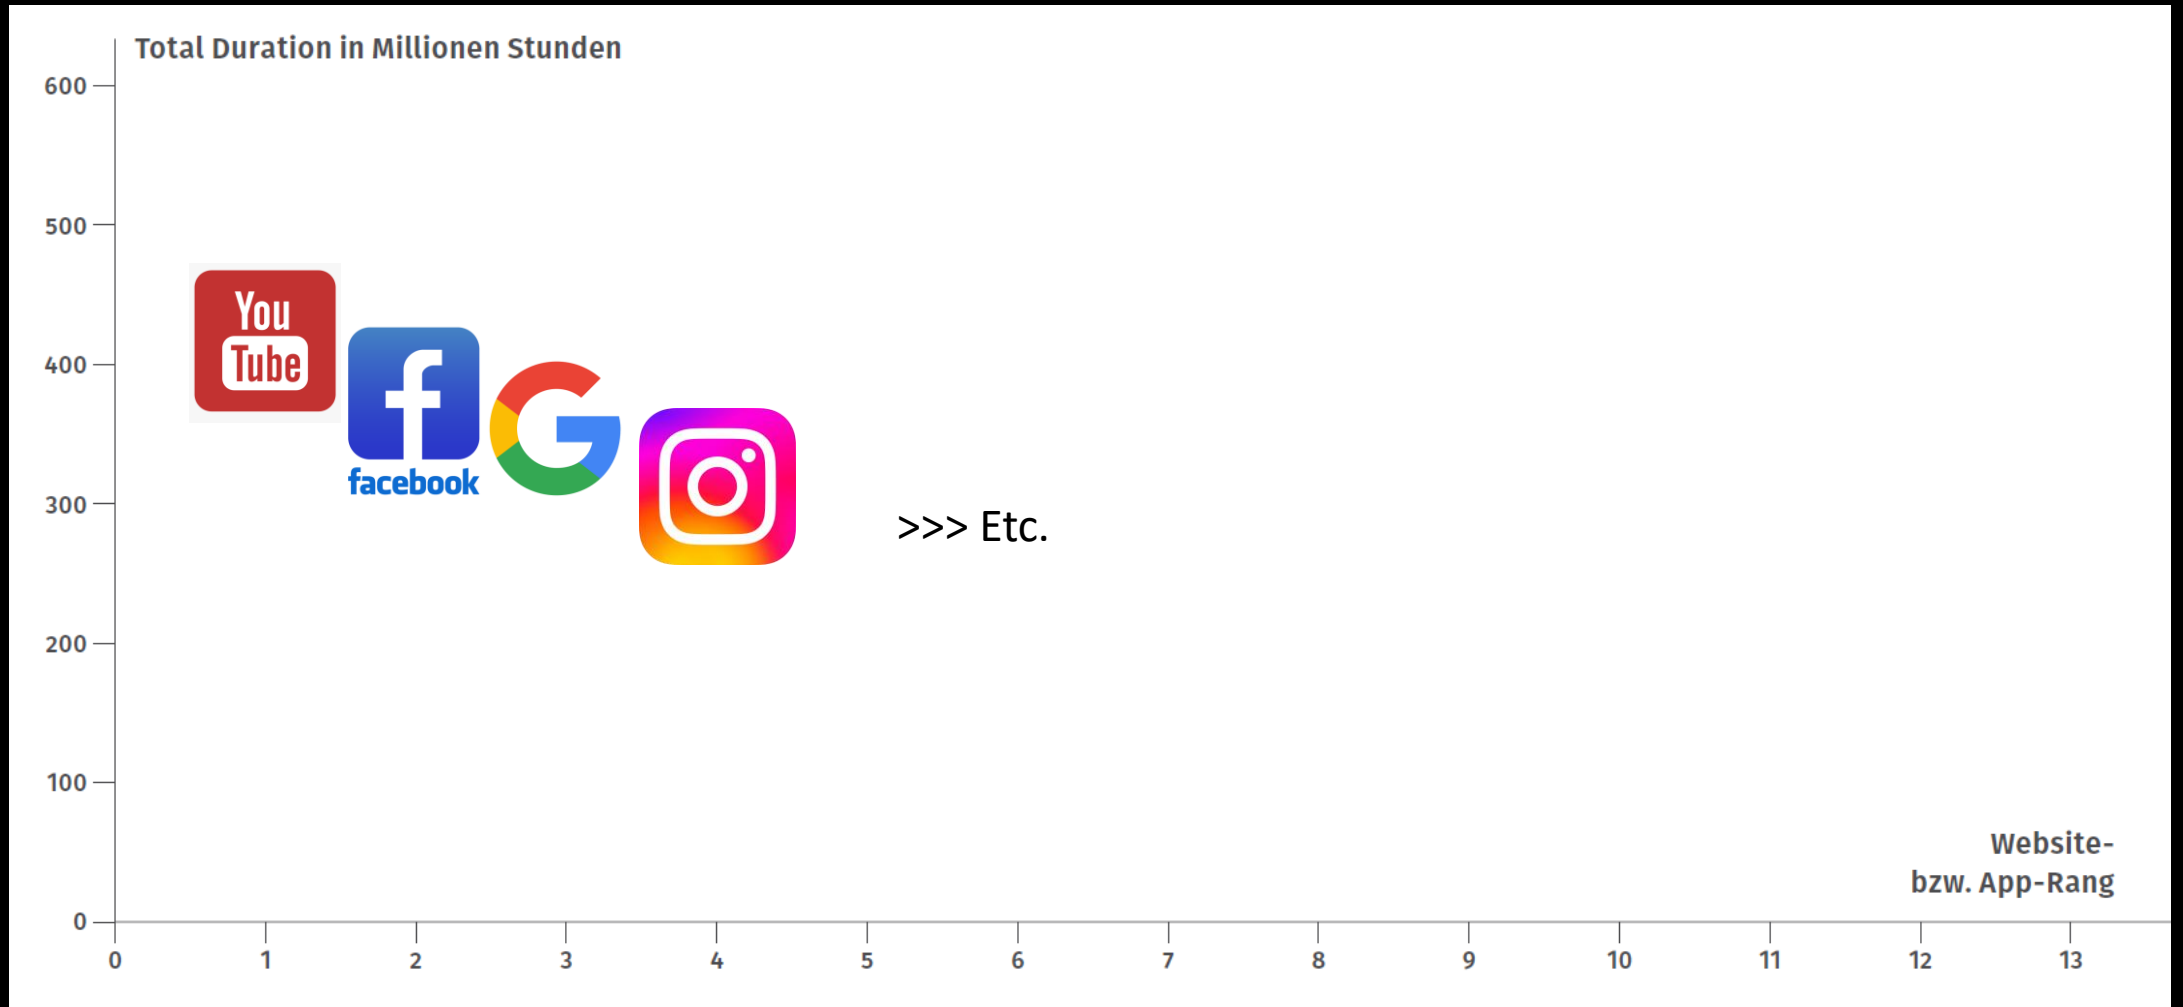 Total Duration in Millionen Stunden
600
500
400
300
200
100
0
You
Tube
facebook
>>> Etc.
Website-
bzw. App-Rang
0 1 2 3 4 5 6 7 8 9 10 11 12 13